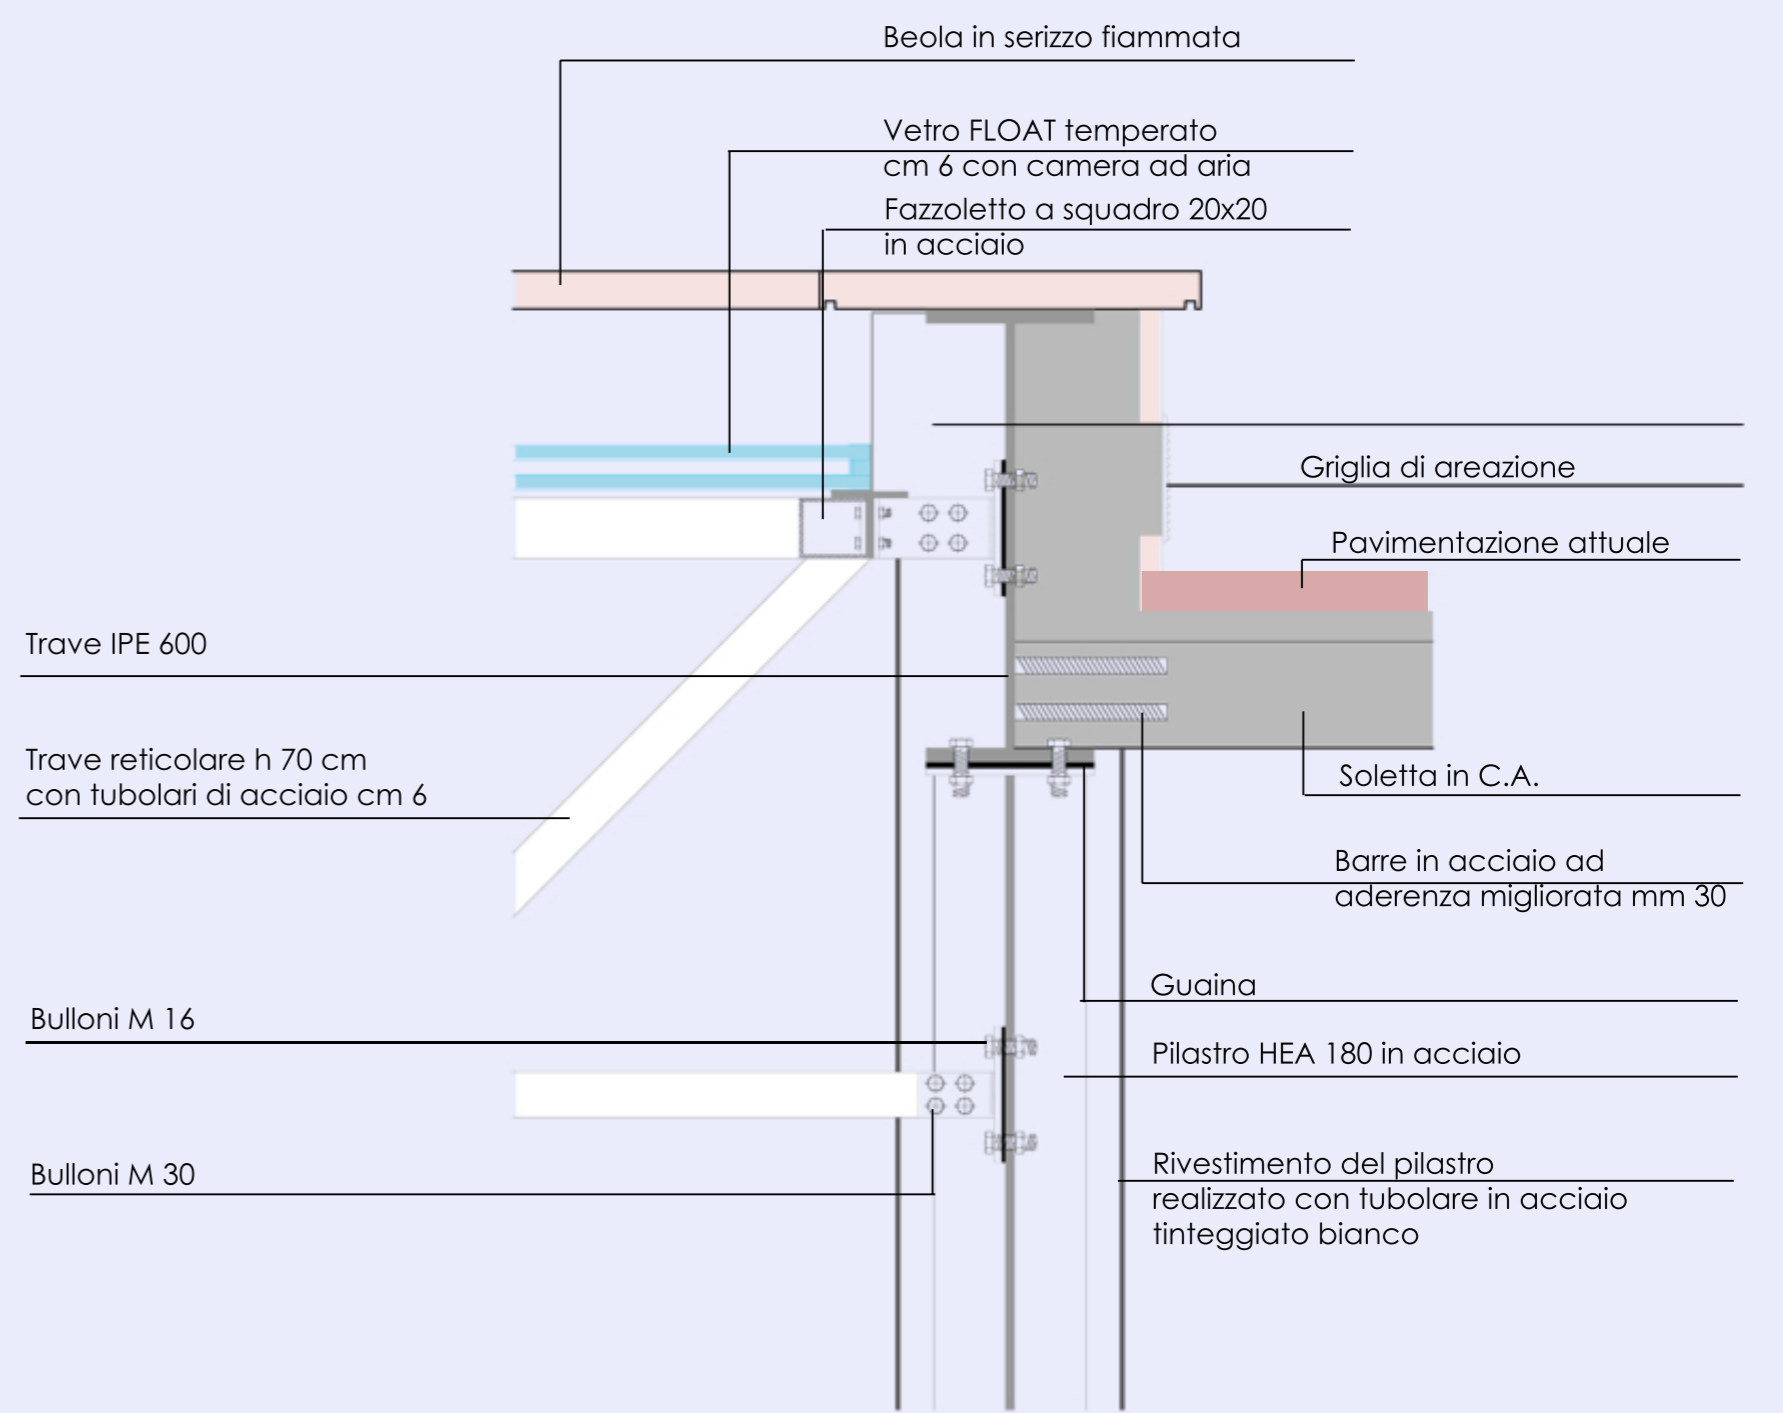 Beola in serizzo fiammata
Vetro FLOAT temperato
cm 6 con camera ad aria
Fazzoletto a squadro 20x20
in acciaio
Griglia di areazione
Pavimentazione attuale
Trave IPE 600
Trave reticolare h 70 cm
con tubolari di acciaio cm 6
Soletta in C.A.
Barre in acciaio ad
aderenza migliorata mm 30
Guaina
Bulloni M 16
Pilastro HEA 180 in acciaio
Bulloni M 30
Rivestimento del pilastro
realizzato con tubolare in acciaio
tinteggiato bianco